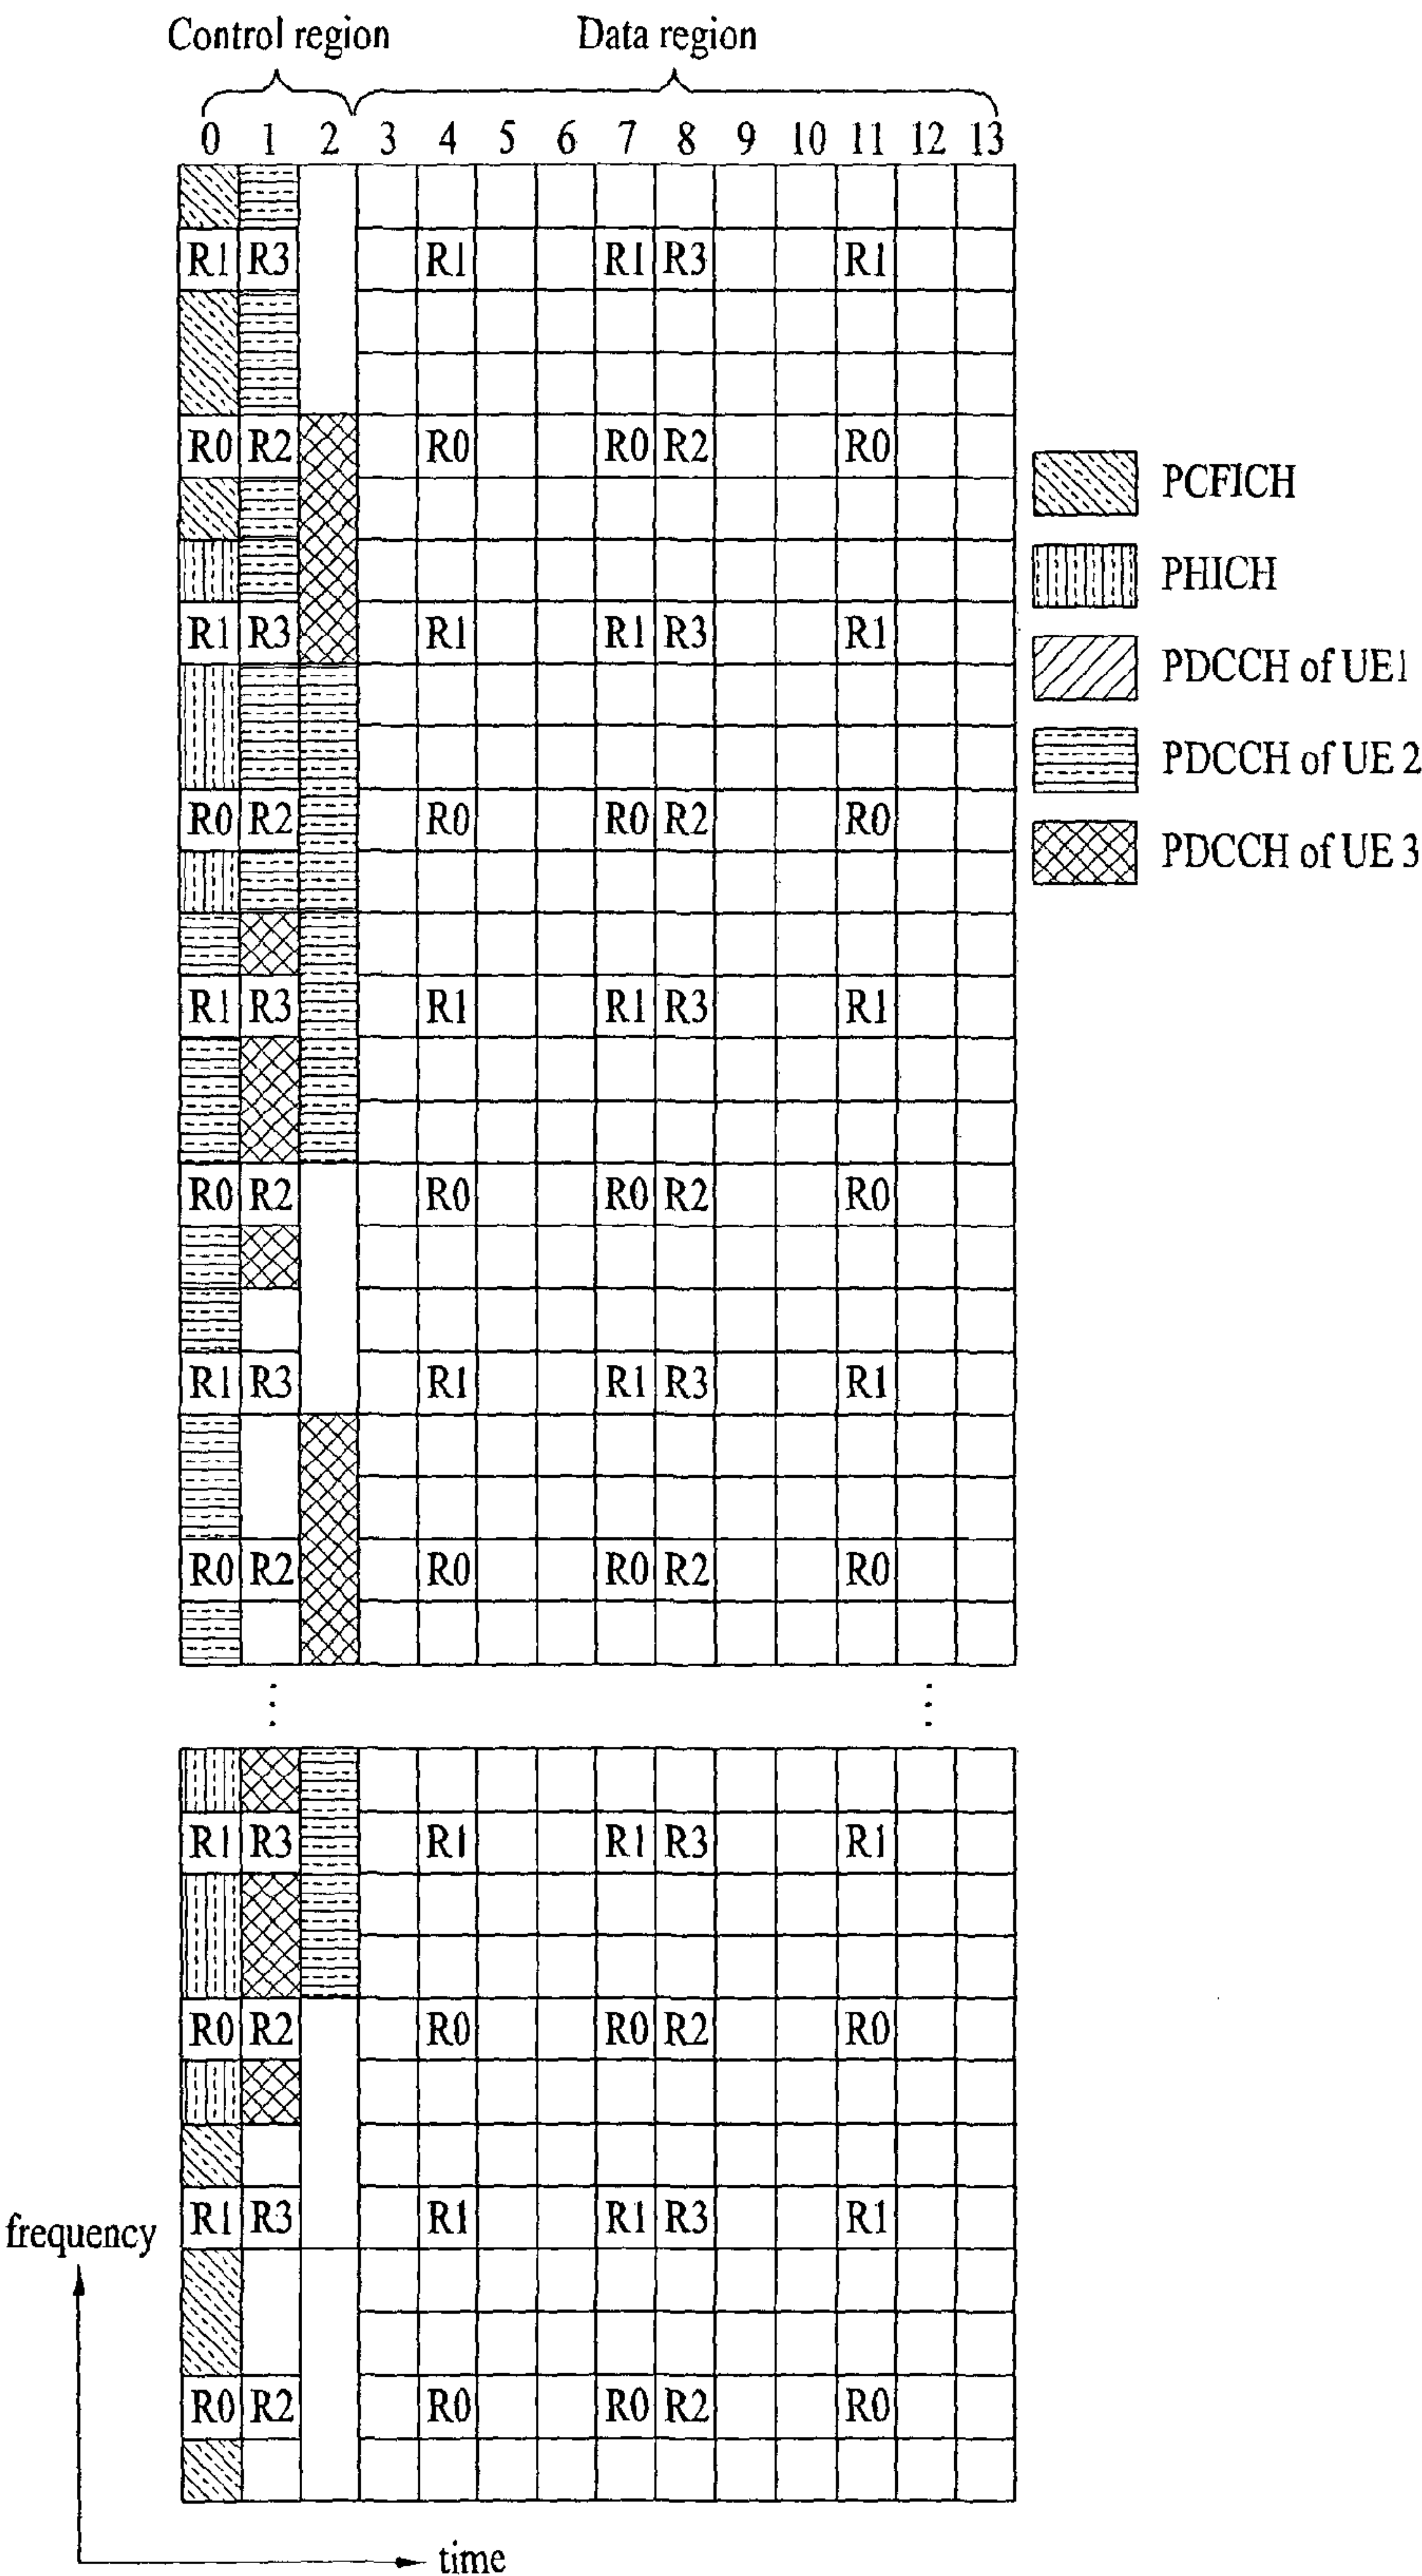 Control region Data region
0 1 2 3 4 5 6 7 8 9 10 11 12 13
R1 R3 R1 R1 R3 R1
R0 R2 R0 R0 R2 R0
PCFICH
PHICH
R1 R3 R1 R1 R3 R1
PDCCH of UE1
PDCCH of UE 2
R0 R2 R0 R0 R2 R0
PDCCH of UE 3
R1 R3 R1 R1 R3 R1
R0 R2 R0 R0 R2 R0
R1 R3 R1 R1 R3 R1
R0 R2 R0 R0 R2 R0
R1 R3 R1 R1 R3 R1
R0 R2 R0 R0 R2 R0
R1 R3 R1 R1 R3 R1
frequency
R0 R2 R0 R0 R2 R0
time